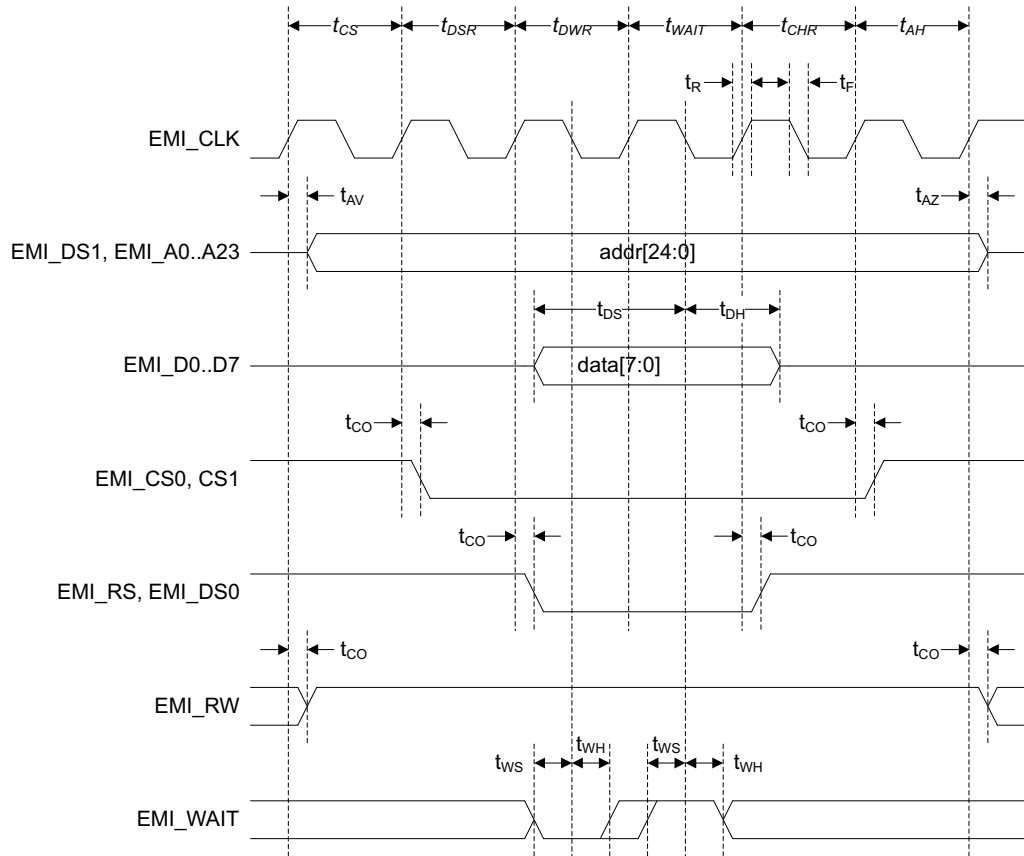 tCS tDSR tDWR tWAIT tCHR tAH
tR tF
EMI_CLK
tAV tAZ
EMI_DS1, EMI_A0..A23 addr[24:0]
tDS tDH
EMI_D0..D7 data[7:0]
tCO tCO
EMI_CS0, CS1
tCO tCO
EMI_RS, EMI_DS0
tCO tCO
EMI_RW
tWS tWH tWS tWH
EMI_WAIT